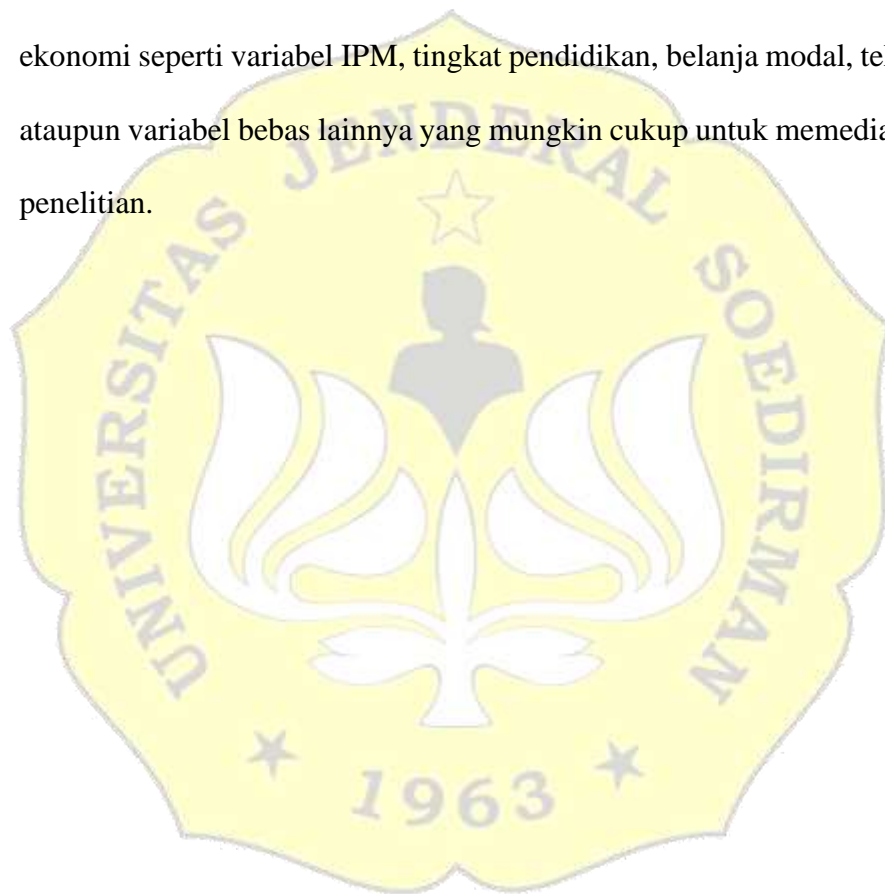 ekonomi seperti variabel IPM, tingkat pendidikan, belanja modal,
ataupun variabel bebas lainnya yang mungkin cukup untuk
penelitian.
UNIVERSITAS JENDERAL SOEDIRMAN
1963